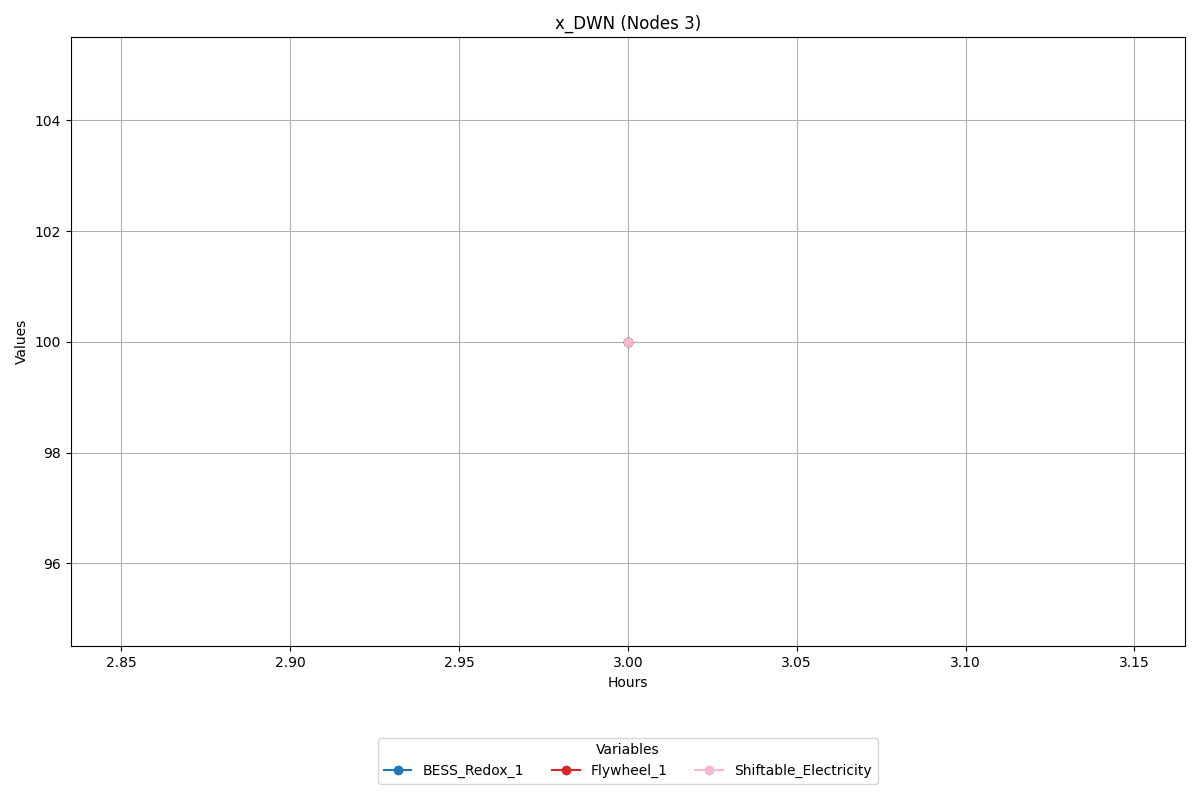 x_DWN (Nodes 3)
Values
104
102
100
98
96
2.85 2.90 2.95 3.00 3.05 3.10 3.15
Hours
Variables
BESS_Redox_1 Flywheel_1 Shiftable_Electricity